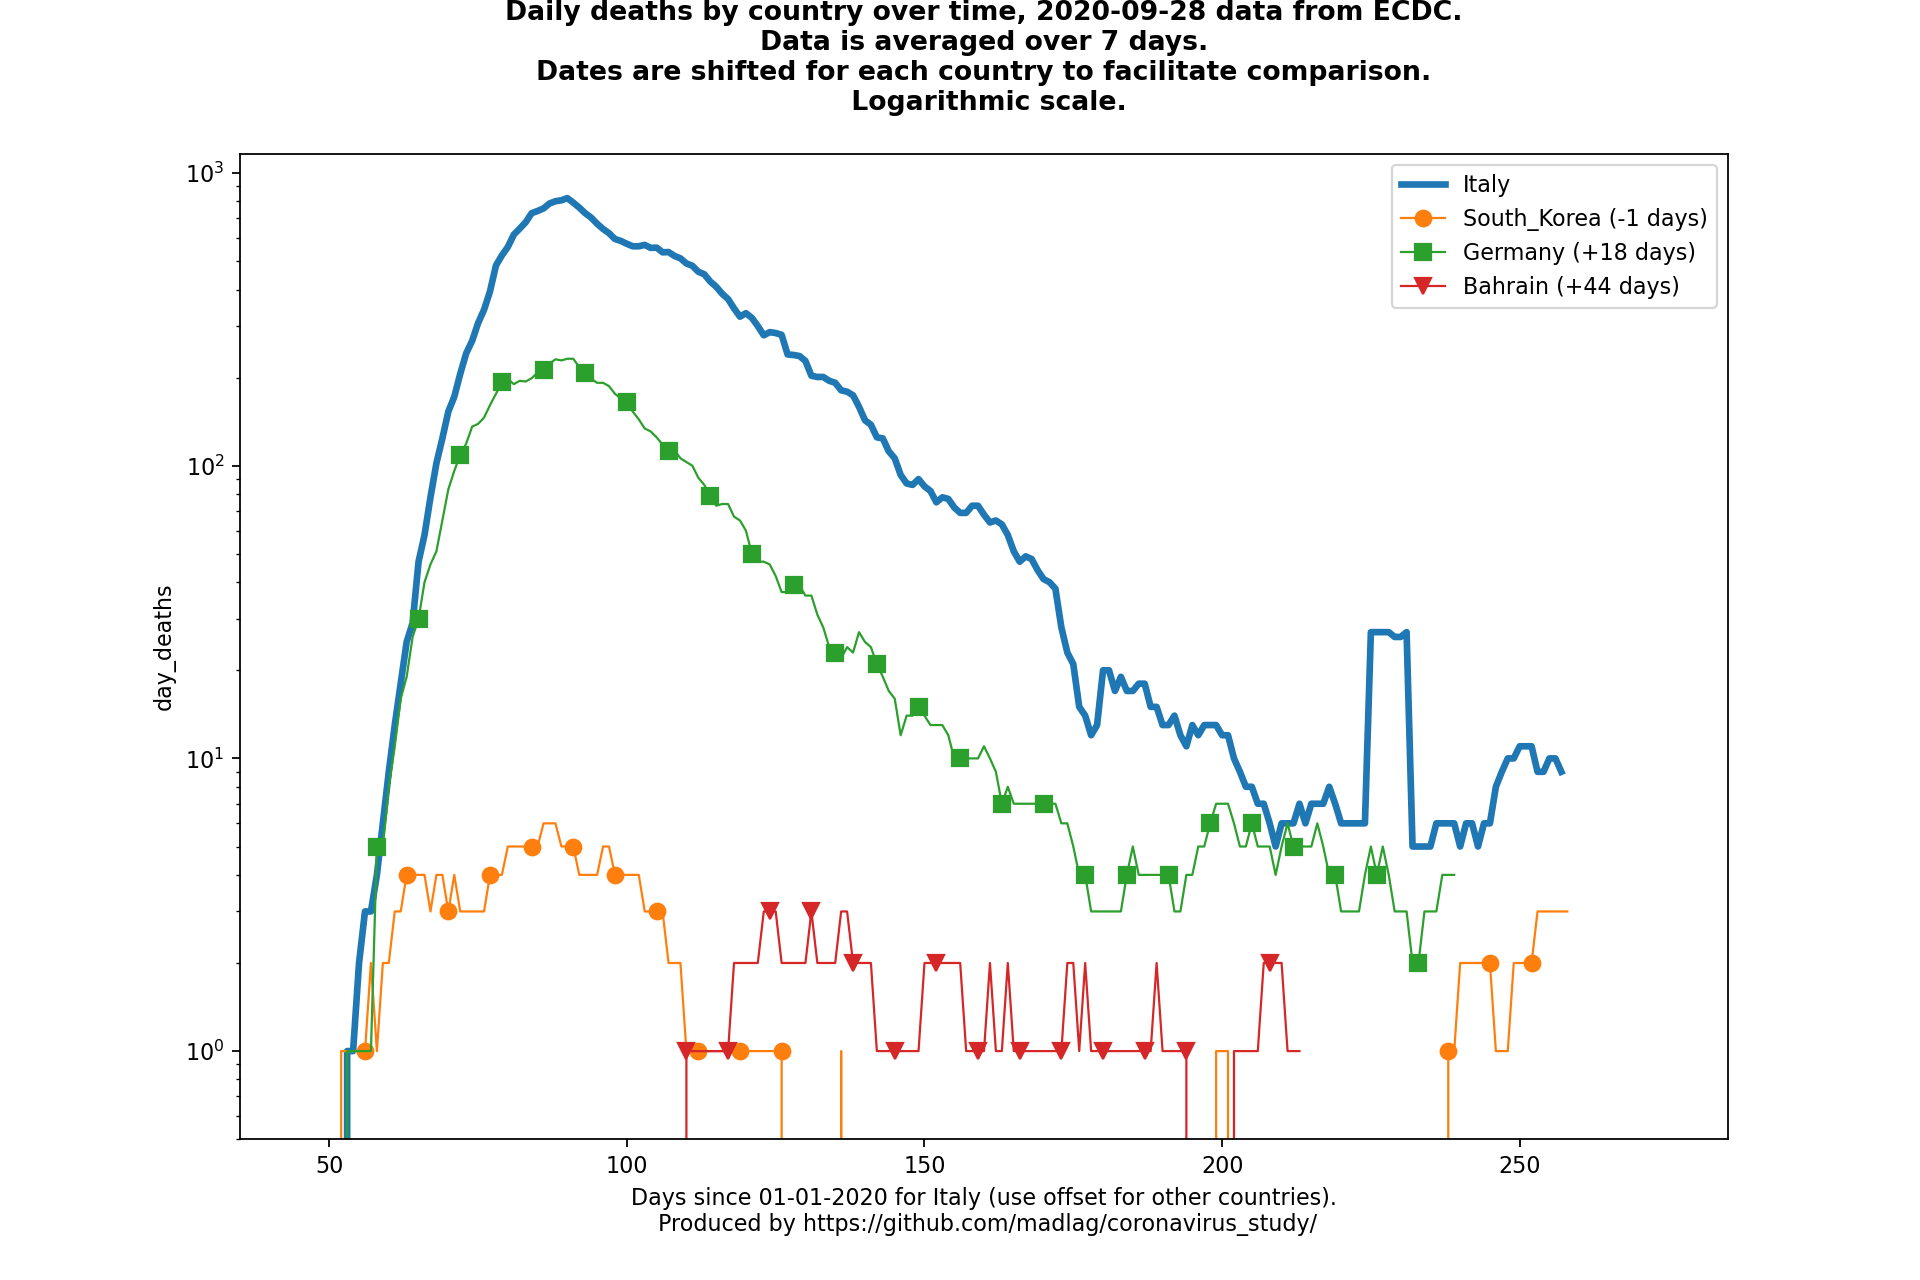 Daily deaths by country over time, 2020-09-28 data from ECDC.
Data is averaged over 7 days.
Dates are shifted for each country to facilitate comparison.
Logarithmic scale.
10³
10²
10¹
10⁰
day_deaths
Italy
South_Korea (-1 days)
Germany (+18 days)
Bahrain (+44 days)
50
100
150
200
250
Days since 01-01-2020 for Italy (use offset for other countries).
Produced by https://github.com/madlag/coronavirus_study/